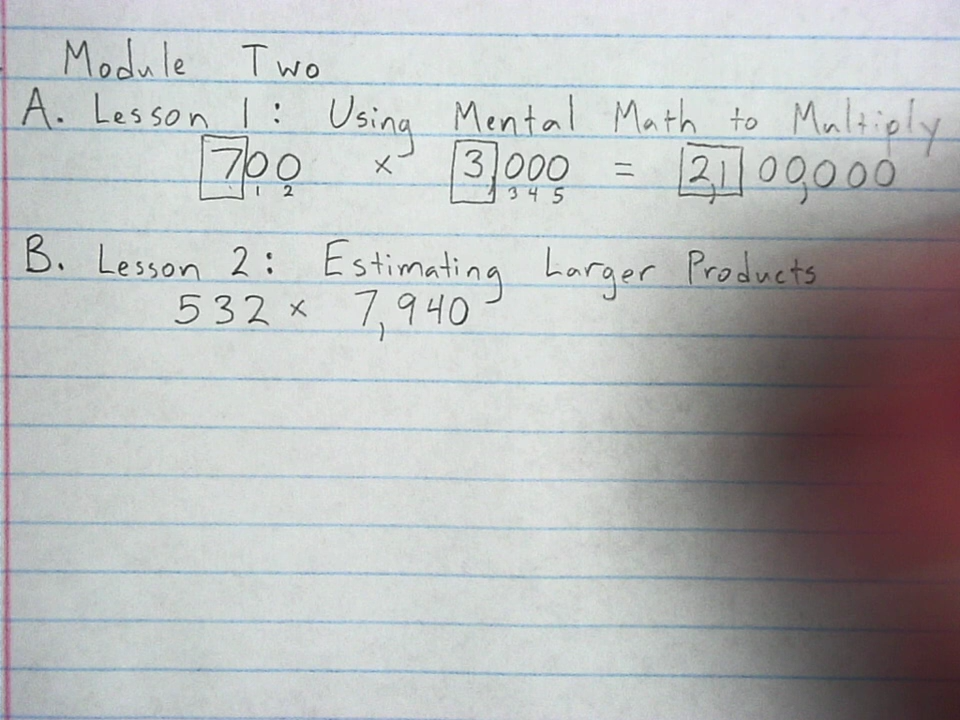 Module Two
A. Lesson 1: Using Mental Math to Multiply
700 × 3,000 = 2,100,000
1 2 3 4 5
B. Lesson 2: Estimating Larger Products
532 × 7,940